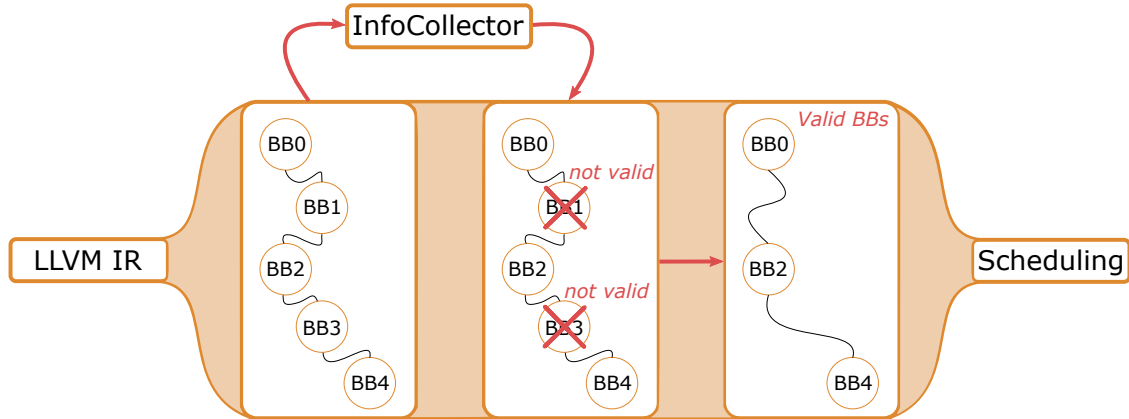 InfoCollector
LLVM IR
BB0
BB1
BB2
BB3
BB4
BB0
not valid
BB1
BB2
not valid
BB3
BB4
Valid BBs
BB0
BB2
BB4
Scheduling